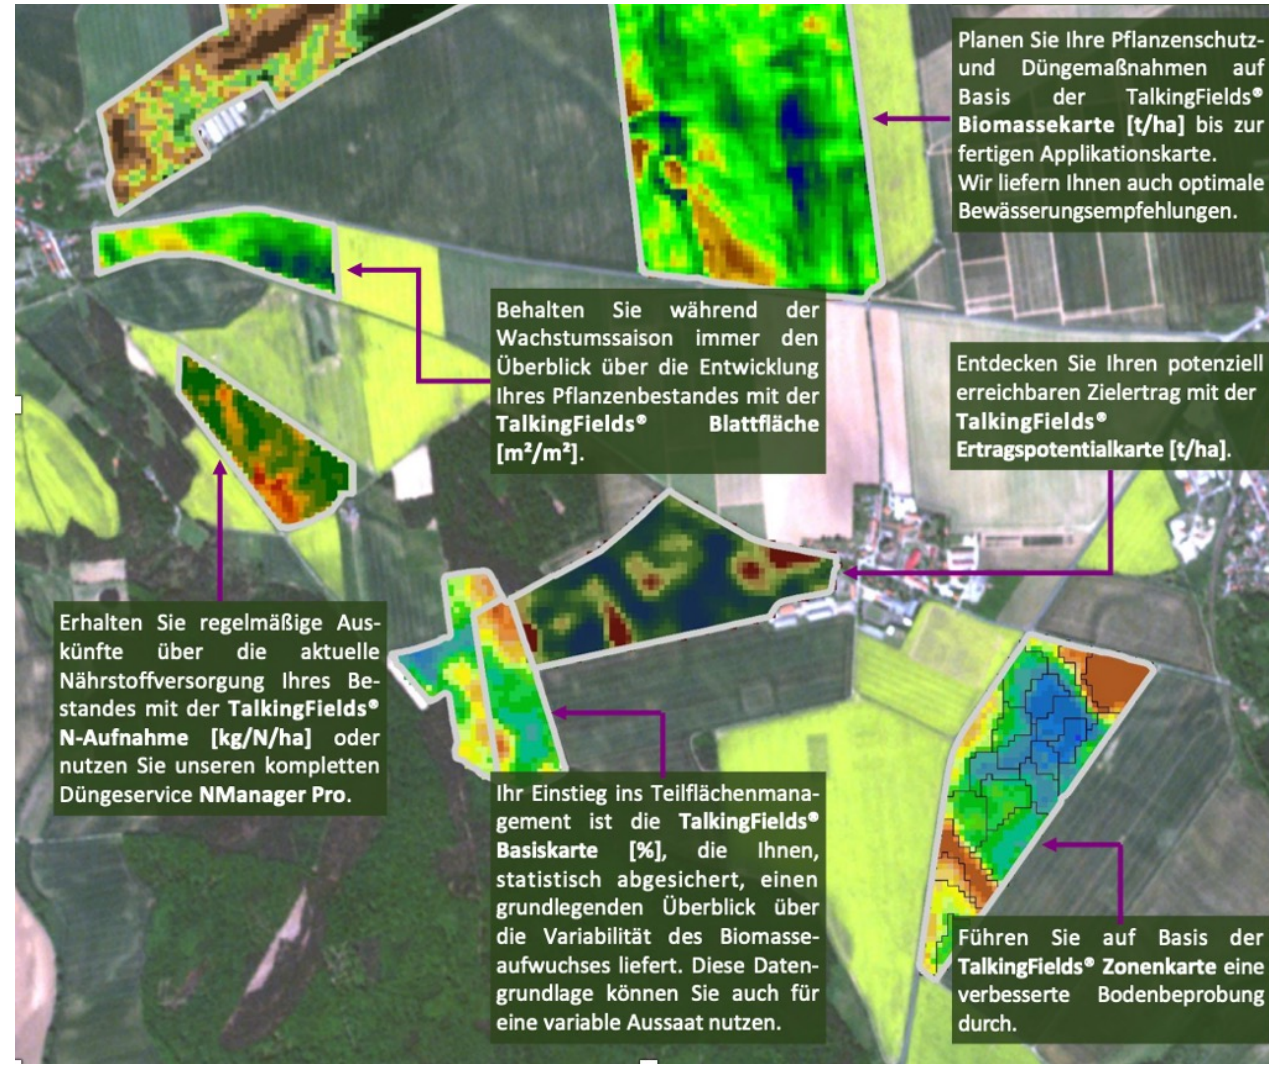 Planen Sie Ihre Pflanzenschutz-
und Düngemaßnahmen auf
Basis der TalkingFields®
Biomassekarte [t/ha] bis zur
fertigen Applikationskarte.
Wir liefern Ihnen auch optimale
Bewässerungsempfehlungen.
Behalten Sie während der
Wachstumssaison immer den
Überblick über die Entwicklung
Ihres Pflanzenbestandes mit der
TalkingFields® Blattfläche
[m²/m²].
Entdecken Sie Ihren potenziell
erreichbaren Zielertrag mit der
TalkingFields®
Ertragspotentialkarte [t/ha].
Erhalten Sie regelmäßige Aus-
künfte über die aktuelle
Nährstoffversorgung Ihres Be-
standes mit der TalkingFields®
N-Aufnahme [kg/N/ha] oder
nutzen Sie unseren kompletten
Düngeservice NManager Pro.
Ihr Einstieg ins Teilflächenmana-
gement ist die TalkingFields®
Basiskarte [%], die Ihnen,
statistisch abgesichert, einen
grundlegenden Überblick über
die Variabilität des Biomasse-
aufwuchses liefert. Diese Daten-
grundlage können Sie auch für
eine variable Aussaat nutzen.
Führen Sie auf Basis der
TalkingFields® Zonenkarte eine
verbesserte Bodenbeprobung
durch.